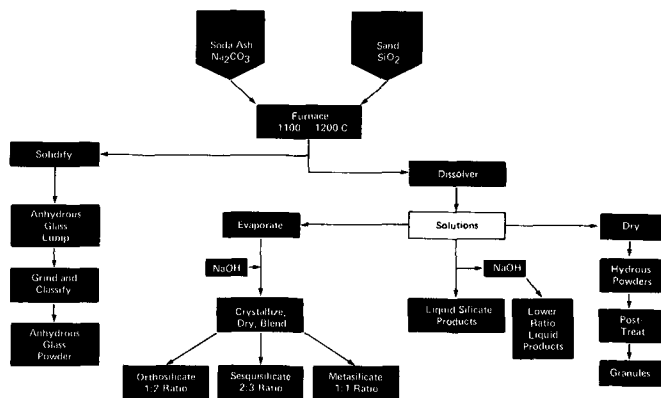 Soda Ash
Na2CO3
Sand
SiO2
Furnace
1100 1200 C
Solidify
Dissolver
Anhydrous
Glass
Lump
Evaporate
Solutions
Dry
NaOH
NaOH
Grind and
Classify
Hydrous
Powders
Crystallize,
Dry, Blend
Liquid Silicate
Products
Lower
Ratio
Liquid
Products
Anhydrous
Glass
Powder
Post-
Treat
Orthosilicate
1:2 Ratio
Sesquisilicate
2:3 Ratio
Metasilicate
1:1 Ratio
Granules